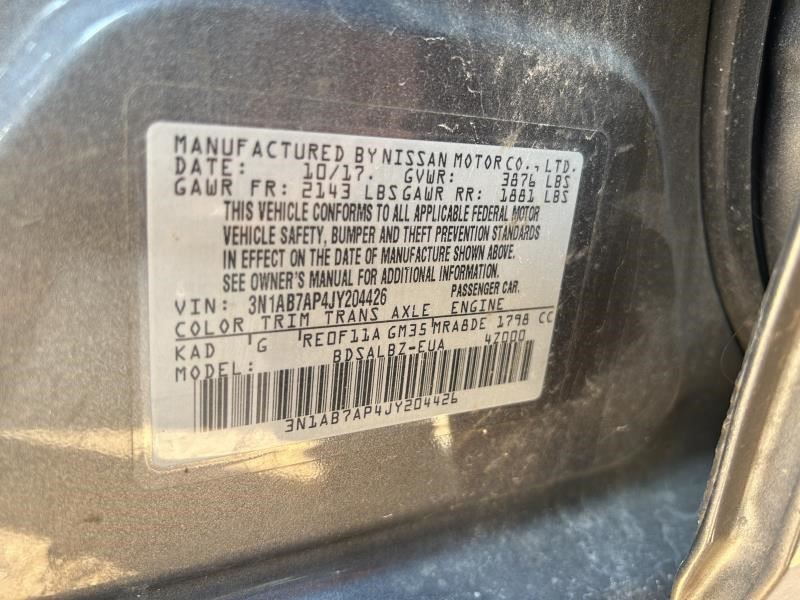 MANUFACTURED BY NISSAN MOTOR CO., LTD.
DATE: 10/17. GVWR: 3876 LBS
GAWR FR: 2143 LBS GAWR RR: 1881 LBS
THIS VEHICLE CONFORMS TO ALL APPLICABLE FEDERAL MOTOR
VEHICLE SAFETY, BUMPER AND THEFT PREVENTION STANDARDS
IN EFFECT ON THE DATE OF MANUFACTURE SHOWN ABOVE.
SEE OWNER'S MANUAL FOR ADDITIONAL INFORMATION.
VIN: 3N1AB7AP4JY204426 PASSENGER CAR.
COLOR TRIM TRANS AXLE ENGINE
KAD G RE0F11A GM35 MRA8DE 1798 CC
MODEL: BDSALBZ-EUA 4Z000
3N1AB7AP4JY204426